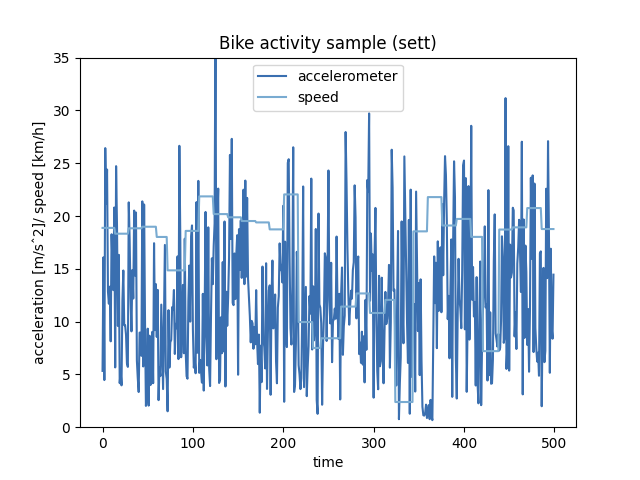 Bike activity sample (sett)
accelerometer
speed
acceleration [m/s^2]/ speed [km/h]
35
30
25
20
15
10
5
0
0 100 200 300 400 500
time